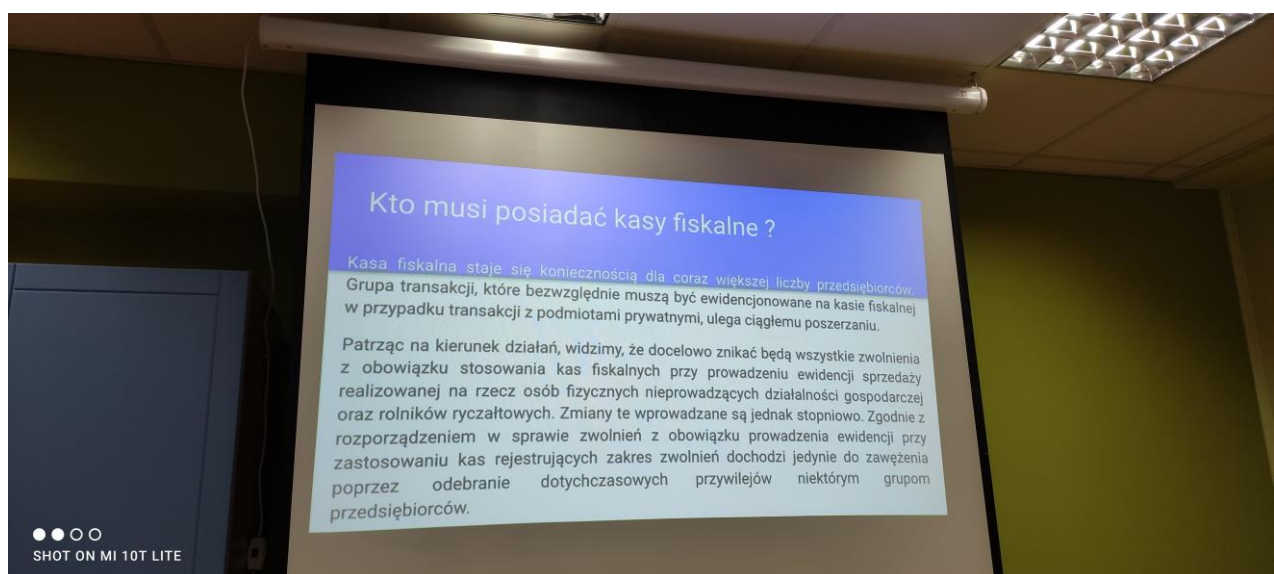 Kto musi posiadać kasy fiskalne ?
Kasa fiskalna staje się koniecznością dla coraz większej liczby przedsiębiorców.
Grupa transakcji, które bezwzględnie muszą być ewidencjonowane na kasie fiskalnej
w przypadku transakcji z podmiotami prywatnymi, ulega ciągłemu poszerzaniu.
Patrząc na kierunek działań, widzimy, że docelowo znikać będą wszystkie zwolnienia
z obowiązku stosowania kas fiskalnych przy prowadzeniu ewidencji sprzedaży
realizowanej na rzecz osób fizycznych nieprowadzących działalności gospodarczej
oraz rolników ryczałtowych. Zmiany te wprowadzane są jednak stopniowo. Zgodnie z
rozporządzeniem w sprawie zwolnień z obowiązku prowadzenia ewidencji przy
zastosowaniu kas rejestrujących zakres zwolnień dochodzi jedynie do zawężenia
poprzez odebranie dotychczasowych przywilejów niektórym grupom
przedsiębiorców.
SHOT ON MI 10T LITE